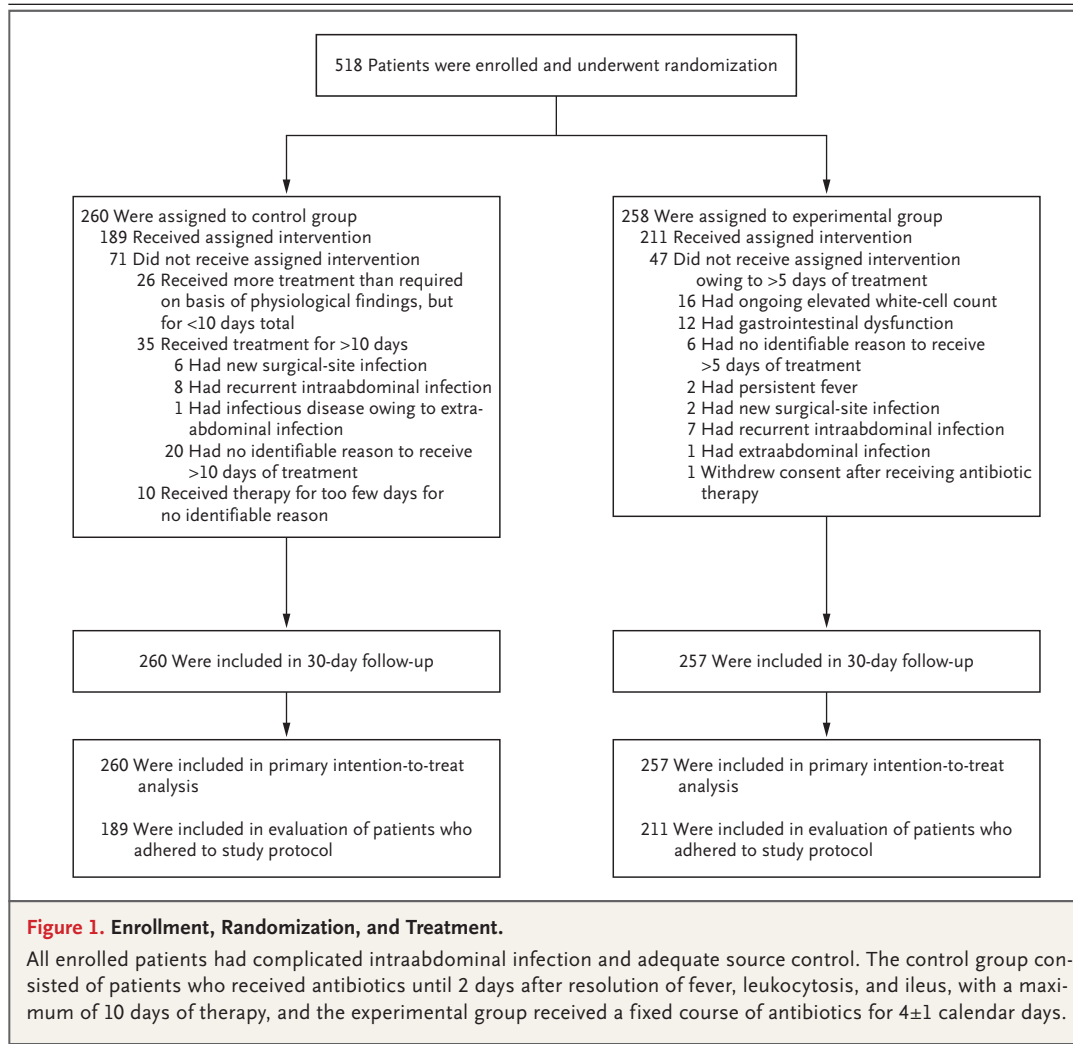 518 Patients were enrolled and underwent randomization
260 Were assigned to control group
189 Received assigned intervention
71 Did not receive assigned intervention
26 Received more treatment than required
on basis of physiological findings, but
for <10 days total
35 Received treatment for >10 days
6 Had new surgical-site infection
8 Had recurrent intraabdominal infection
1 Had infectious disease owing to extra-
abdominal infection
20 Had no identifiable reason to receive
>10 days of treatment
10 Received therapy for too few days for
no identifiable reason
258 Were assigned to experimental group
211 Received assigned intervention
47 Did not receive assigned intervention
owing to >5 days of treatment
16 Had ongoing elevated white-cell count
12 Had gastrointestinal dysfunction
6 Had no identifiable reason to receive
>5 days of treatment
2 Had persistent fever
2 Had new surgical-site infection
7 Had recurrent intraabdominal infection
1 Had extraabdominal infection
1 Withdrew consent after receiving antibiotic
therapy
260 Were included in 30-day follow-up
257 Were included in 30-day follow-up
260 Were included in primary intention-to-treat
analysis
189 Were included in evaluation of patients who
adhered to study protocol
257 Were included in primary intention-to-treat
analysis
211 Were included in evaluation of patients who
adhered to study protocol
Figure 1. Enrollment, Randomization, and Treatment.
All enrolled patients had complicated intraabdominal infection and adequate source control. The control group con-
sisted of patients who received antibiotics until 2 days after resolution of fever, leukocytosis, and ileus, with a maxi-
mum of 10 days of therapy, and the experimental group received a fixed course of antibiotics for 4±1 calendar days.